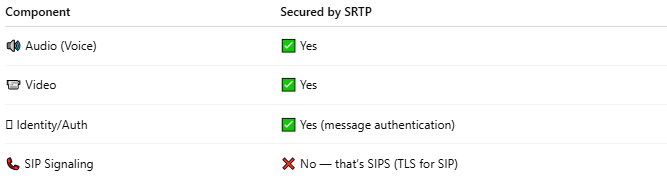 Component Secured by SRTP
🔊 Audio (Voice) ✅ Yes
📼 Video ✅ Yes
Identity/Auth ✅ Yes (message authentication)
📞 SIP Signaling ❌ No — that's SIPS (TLS for SIP)